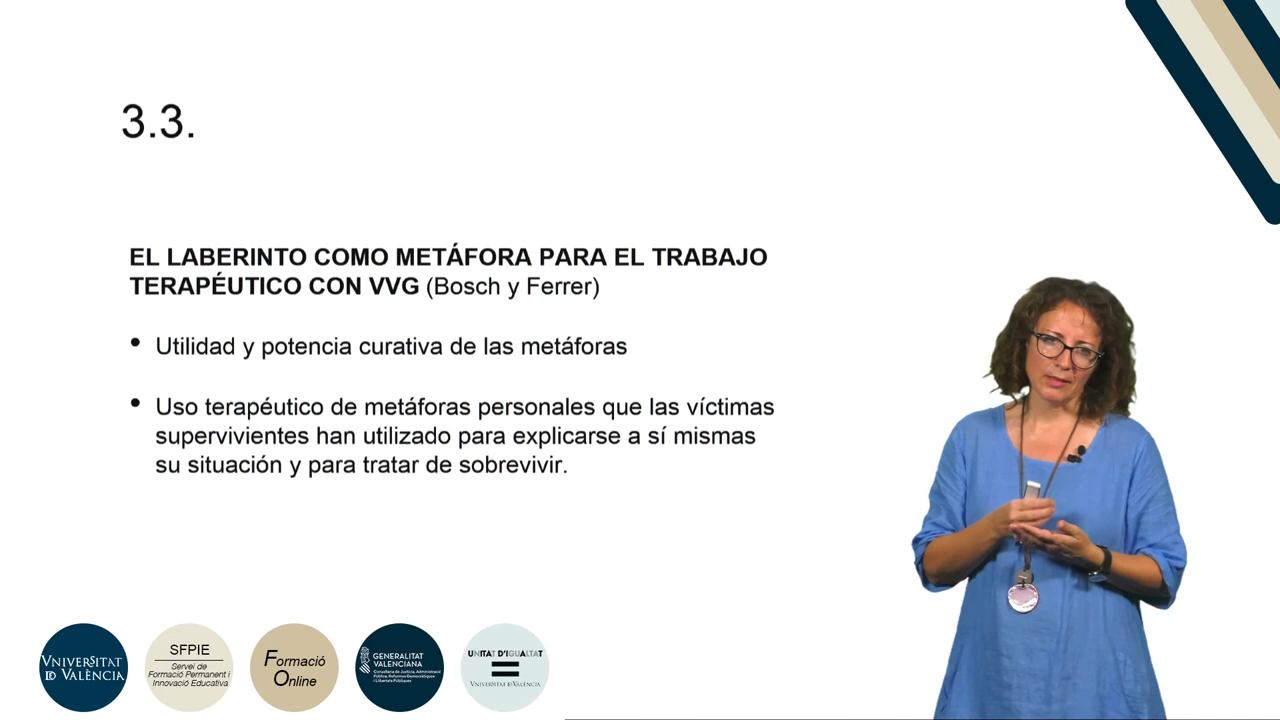 3.3.
EL LABERINTO COMO METÁFORA PARA EL TRABAJO
TERAPÉUTICO CON VVG (Bosch y Ferrer)
• Utilidad y potencia curativa de las metáforas
• Uso terapéutico de metáforas personales que las víctimas
supervivientes han utilizado para explicarse a sí mismas
su situación y para tratar de sobrevivir.
VNIVERSITAT
ID VALÈNCIA
SFPIE
Servei de
Formació Permanent i
Innovació Educativa
Formació
Online
GENERALITAT
VALENCIANA
Conselleria de Justícia, Administració
Pública, Reformes Democràtiques
i Llibertats Públiques
UNITAT D'IGUALTAT
VNIVERSITAT ID VALÈNCIA